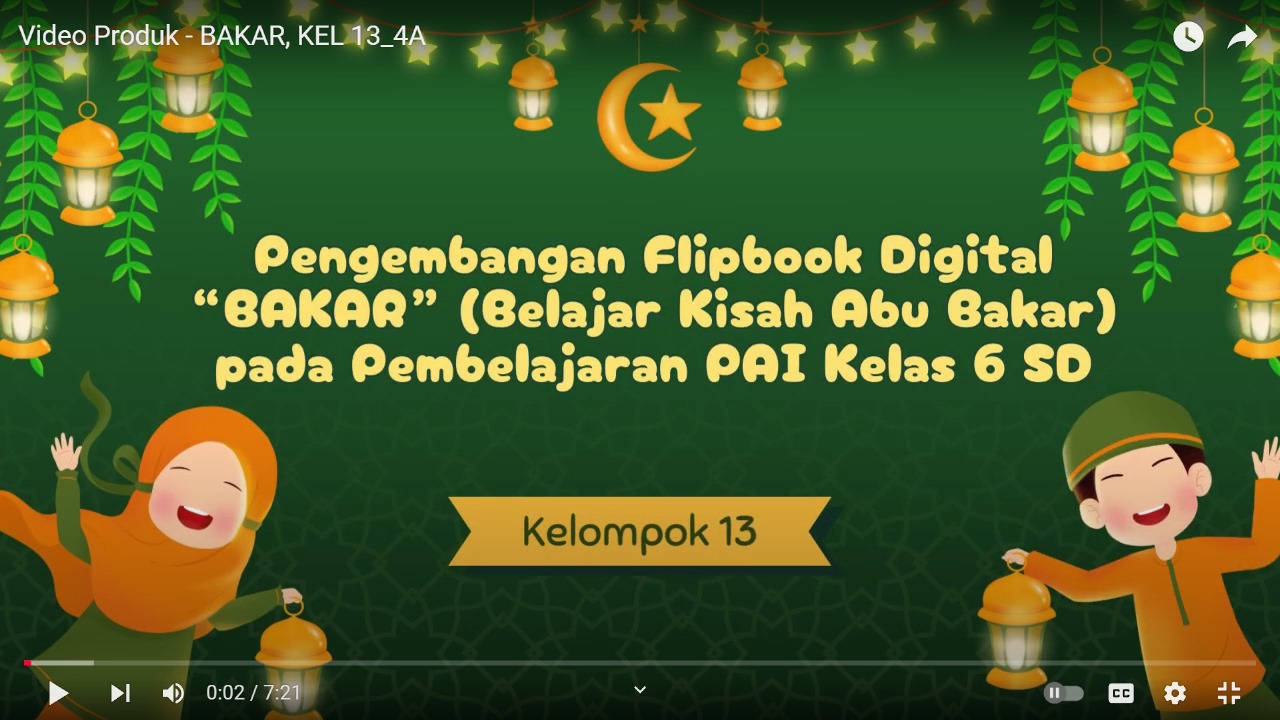 Video Produk - BAKAR, KEL 13_4A
Pengembangan Flipbook Digital
“BAKAR” (Belajar Kisah Abu Bakar)
pada Pembelajaran PAI Kelas 6 SD
Kelompok 13
0:02 / 7:21
CC